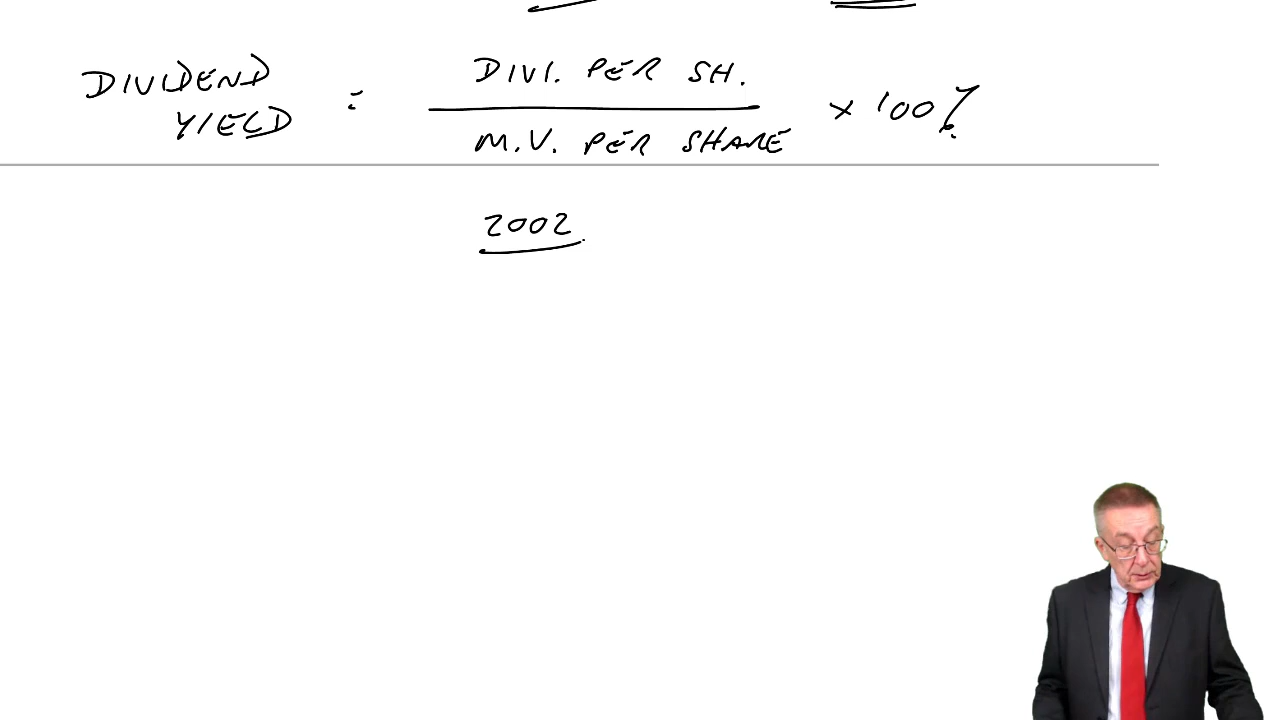 DIVIDEND YIELD = DIVI. PER SH. / M.V. PER SHARE × 100%
2002